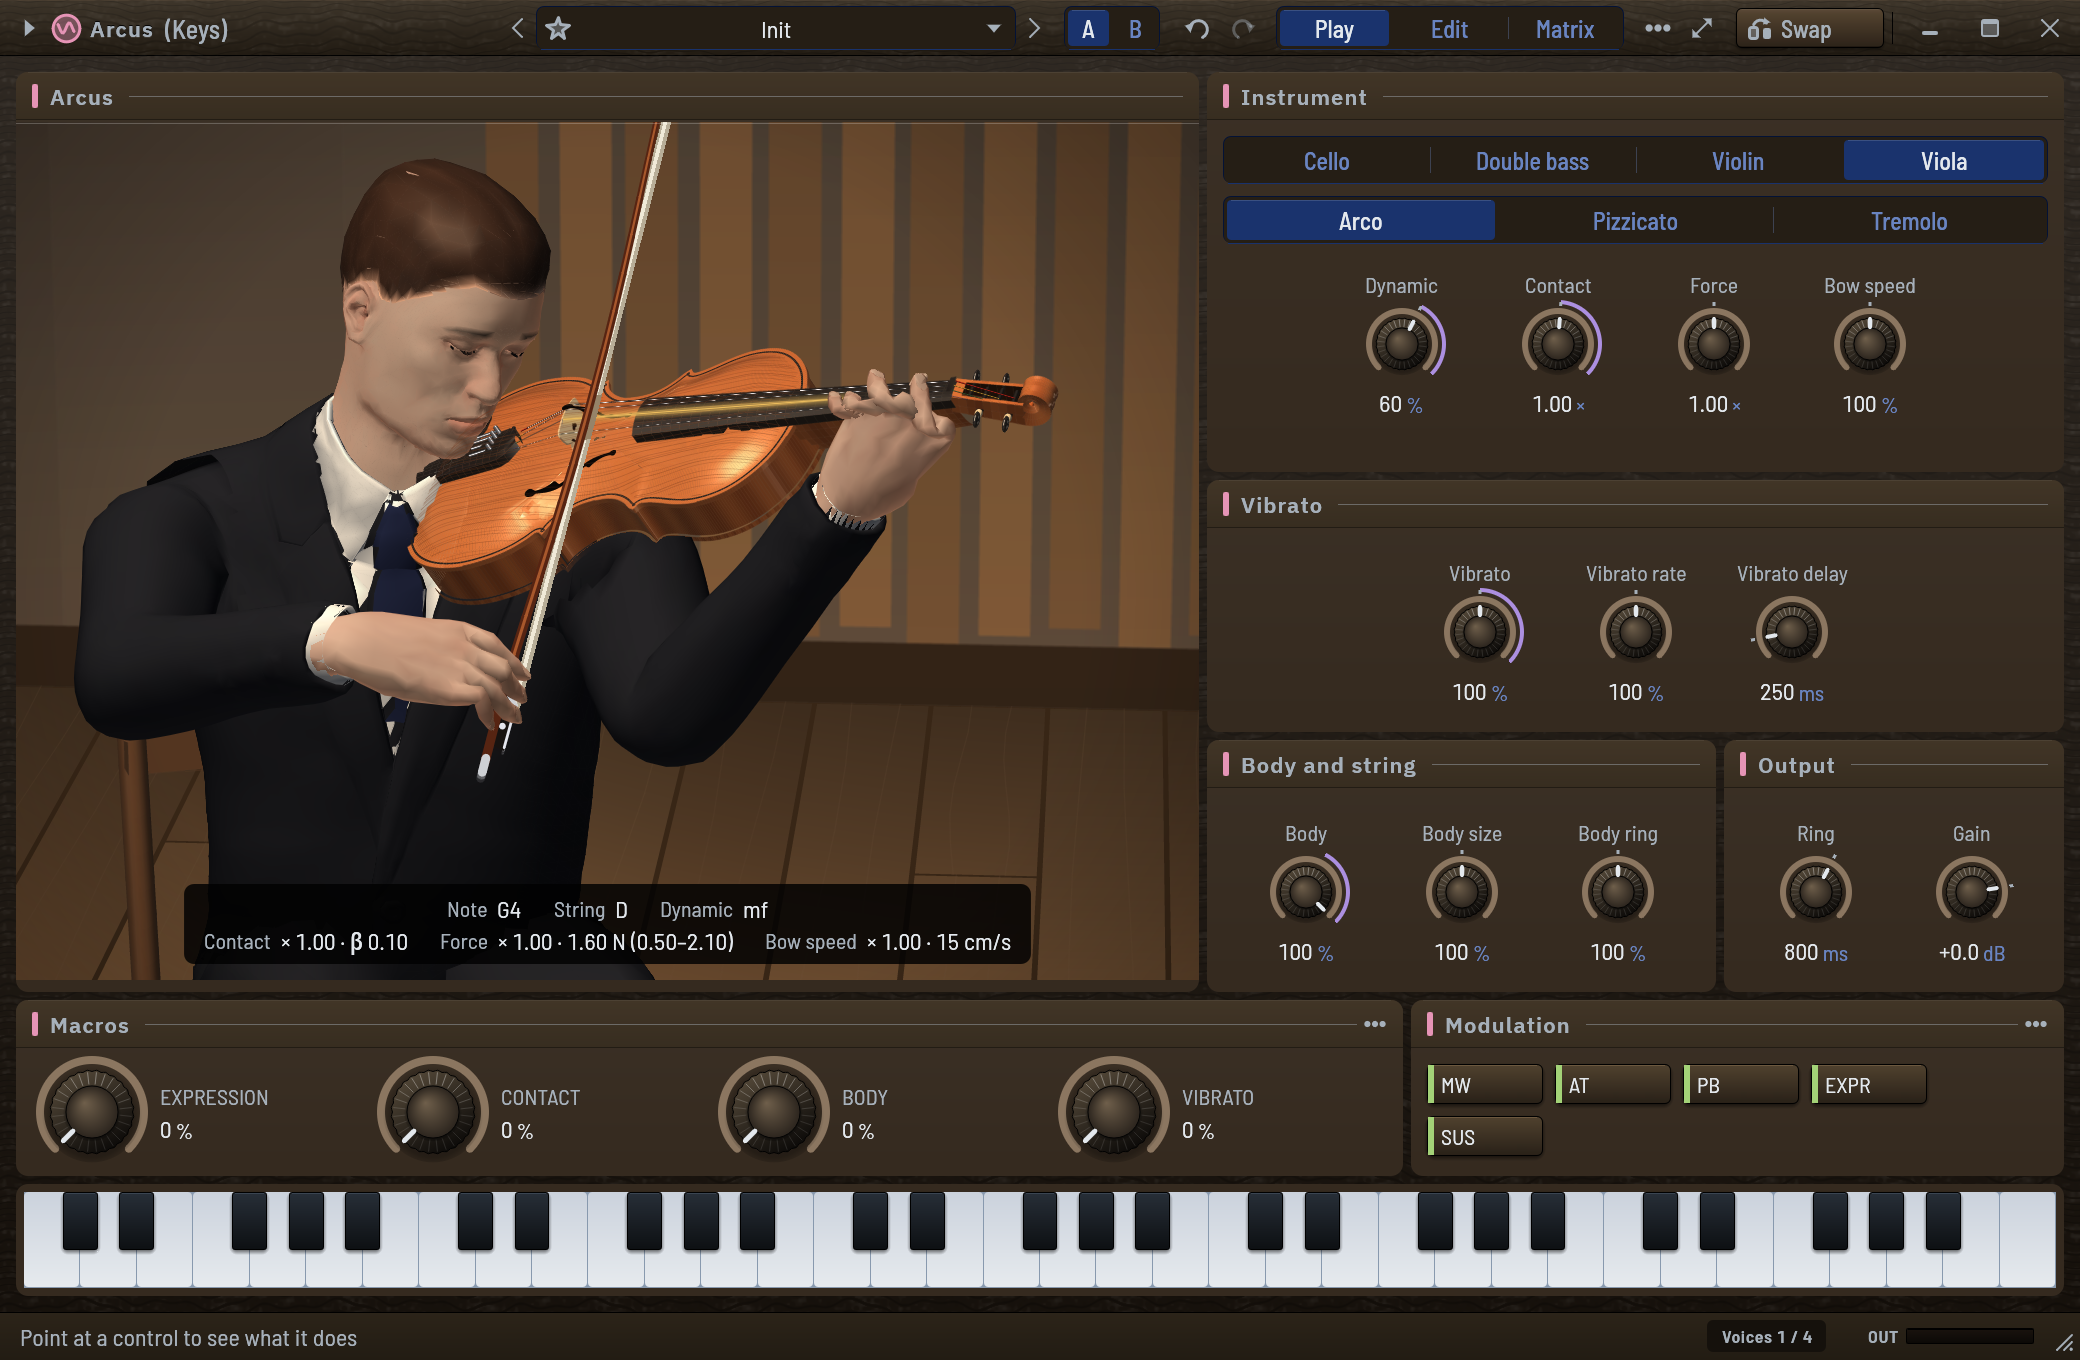 Arcus (Keys)
Init
A B
Play Edit Matrix
Swap
Arcus
Instrument
Cello Double bass Violin Viola
Arco Pizzicato Tremolo
Dynamic Contact Force Bow speed
60 % 1.00 × 1.00 × 100 %
Vibrato
Vibrato Vibrato rate Vibrato delay
100 % 100 % 250 ms
Body and string
Body Body size Body ring
100 % 100 % 100 %
Output
Ring Gain
800 ms +0.0 dB
Note G4 String D Dynamic mf
Contact × 1.00 · β 0.10 Force × 1.00 · 1.60 N (0.50–2.10) Bow speed × 1.00 · 15 cm/s
Macros
EXPRESSION CONTACT BODY VIBRATO
0 % 0 % 0 % 0 %
Modulation
MW AT PB EXPR
SUS
Point at a control to see what it does
Voices 1 / 4 OUT